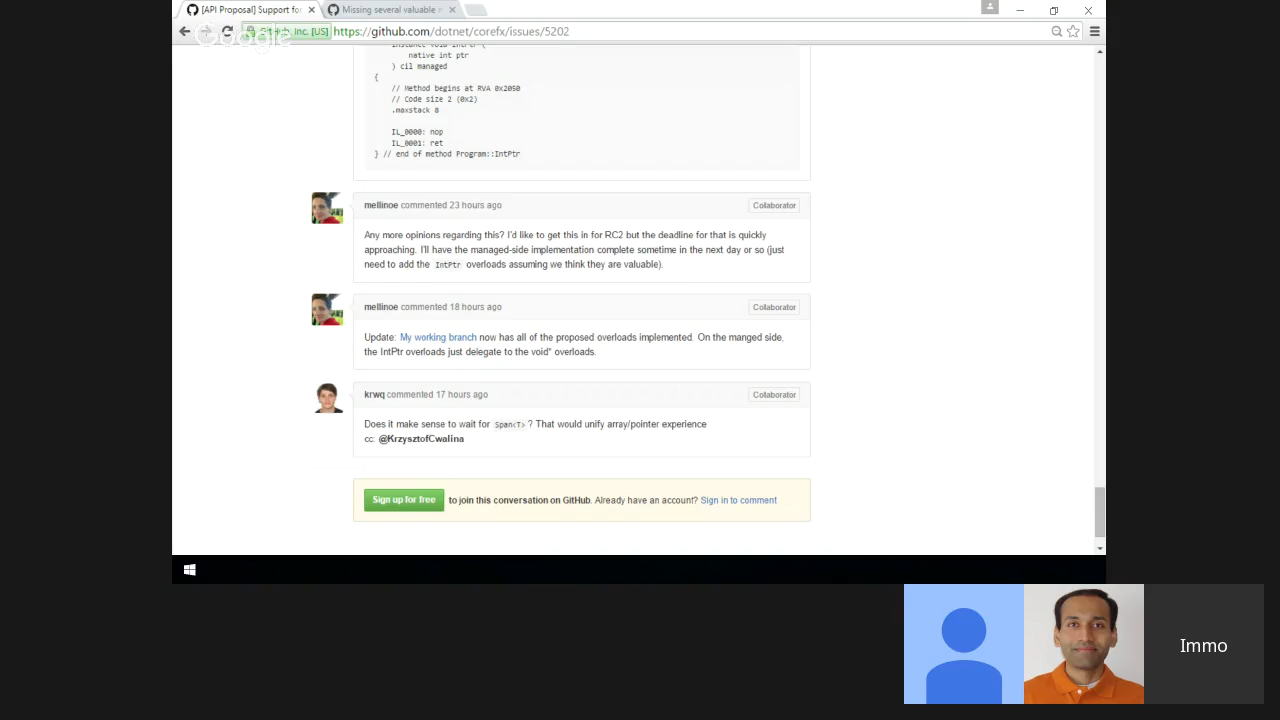 [API Proposal] Support for
Missing several valuable
Google
GitHub, Inc. [US]
https://github.com/dotnet/corefx/issues/5202
instance void IntPtr (
native int ptr
) cil managed
{
// Method begins at RVA 0x2050
// Code size 2 (0x2)
.maxstack 8
IL_0000: nop
IL_0001: ret
} // end of method Program::IntPtr
mellinoe commented 23 hours ago
Collaborator
Any more opinions regarding this? I'd like to get this in for RC2 but the deadline for that is quickly
approaching. I'll have the managed-side implementation complete sometime in the next day or so (just
need to add the IntPtr overloads assuming we think they are valuable).
mellinoe commented 18 hours ago
Collaborator
Update: My working branch now has all of the proposed overloads implemented. On the manged side,
the IntPtr overloads just delegate to the void* overloads.
krwq commented 17 hours ago
Collaborator
Does it make sense to wait for Span<T> ? That would unify array/pointer experience
cc: @KrzysztofCwalina
Sign up for free to join this conversation on GitHub. Already have an account? Sign in to comment
Immo